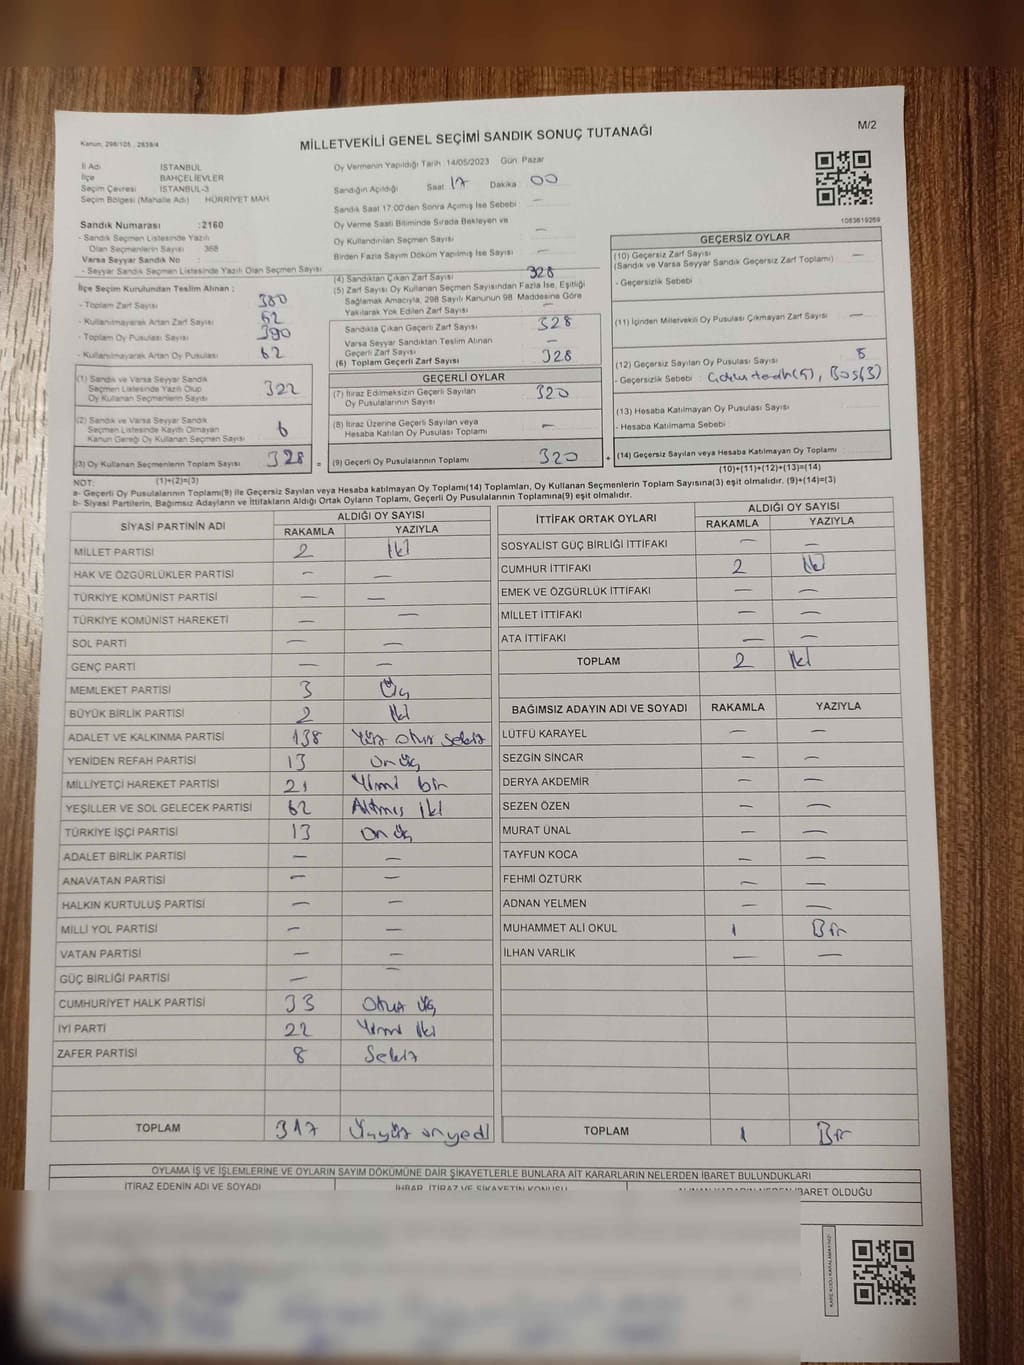 M/2
Kanun; 298/105 , 2839/4
MİLLETVEKİLİ GENEL SEÇİMİ SANDIK SONUÇ TUTANAĞI
İl Adı İSTANBUL
İlçe BAHÇELİEVLER
Seçim Çevresi İSTANBUL-3
Seçim Bölgesi (Mahalle Adı) HÜRRİYET MAH
Sandık Numarası :2160
- Sandık Seçmen Listesinde Yazılı
Olan Seçmenlerin Sayısı 368
Varsa Seyyar Sandık No :
- Seyyar Sandık Seçmen Listesinde Yazılı Olan Seçmen Sayısı
Oy Vermenin Yapıldığı Tarih :14/05/2023 Gün Pazar
Sandığın Açıldığı Saat 17 Dakika 00
Sandık Saat 17:00'den Sonra Açımış İse Sebebi : —
Oy Verme Saati Bitiminde Sırada Bekleyen ve
Oy Kullandırılan Seçmen Sayısı —
Birden Fazla Sayım Döküm Yapılmış İse Sayısı : —
1083619269
İlçe Seçim Kurulundan Teslim Alınan ;
- Toplam Zarf Sayısı 380
- Kullanılmayarak Artan Zarf Sayısı 52
- Toplam Oy Pusulası Sayısı 390
- Kullanılmayarak Artan Oy Pusulası 62
(1) Sandık ve Varsa Seyyar Sandık
Seçmen Listesinde Yazılı Olup
Oy Kullanan Seçmenlerin Sayısı 322
(2) Sandık ve Varsa Seyyar Sandık
Seçmen Listesinde Kayıtlı Olmayan
Kanun Gereği Oy Kullanan Seçmen Sayısı 6
(3) Oy Kullanan Seçmenlerin Toplam Sayısı 328 =
(4) Sandıktan Çıkan Zarf Sayısı 328
(5) Zarf Sayısı Oy Kullanan Seçmen Sayısından Fazla İse, Eşitliği
Sağlamak Amacıyla, 298 Sayılı Kanunun 98. Maddesine Göre
Yakılarak Yok Edilen Zarf Sayısı —
Sandıkta Çıkan Geçerli Zarf Sayısı 328
Varsa Seyyar Sandıktan Teslim Alınan
Geçerli Zarf Sayısı —
(6) Toplam Geçerli Zarf Sayısı 328
GEÇERLİ OYLAR
(7) İtiraz Edilmeksizin Geçerli Sayılan
Oy Pusulalarının Sayısı 320
(8) İtiraz Üzerine Geçerli Sayılan veya
Hesaba Katılan Oy Pusulası Toplamı —
(9) Geçerli Oy Pusulalarının Toplamı 320 +
GEÇERSİZ OYLAR
(10) Geçersiz Zarf Sayısı —
(Sandık ve Varsa Seyyar Sandık Geçersiz Zarf Toplamı)
- Geçersizlik Sebebi :
(11) İçinden Milletvekili Oy Pusulası Çıkmayan Zarf Sayısı —
(12) Geçersiz Sayılan Oy Pusulası Sayısı
- Geçersizlik Sebebi : Boş(3)
(13) Hesaba Katılmayan Oy Pusulası Sayısı :
- Hesaba Katılmama Sebebi :
(14) Geçersiz Sayılan veya Hesaba Katılmayan Oy Toplamı :
NOT: (1)+(2)=(3) (10)+(11)+(12)+(13)=(14)
a- Geçerli Oy Pusulalarının Toplamı(9) ile Geçersiz Sayılan veya Hesaba katılmayan Oy Toplamı(14) Toplamları, Oy Kullanan Seçmenlerin Toplam Sayısına(3) eşit olmalıdır. (9)+(14)=(3)
b- Siyasi Partilerin, Bağımsız Adayların ve İttifakların Aldığı Ortak Oyların Toplamı, Geçerli Oy Pusulalarının Toplamına(9) eşit olmalıdır.
SİYASİ PARTİNİN ADI ALDIĞI OY SAYISI
RAKAMLA YAZIYLA
MİLLET PARTİSİ 2 İki
HAK VE ÖZGÜRLÜKLER PARTİSİ — —
TÜRKİYE KOMÜNİST PARTİSİ — —
TÜRKİYE KOMÜNİST HAREKETİ — —
SOL PARTİ — —
GENÇ PARTİ — —
MEMLEKET PARTİSİ 3 Üç
BÜYÜK BİRLİK PARTİSİ 2 İki
ADALET VE KALKINMA PARTİSİ 138 Yüz Otuz Sekiz
YENİDEN REFAH PARTİSİ 13 On Üç
MİLLİYETÇİ HAREKET PARTİSİ 21 Yirmi bir
YEŞİLLER VE SOL GELECEK PARTİSİ 62 Altmış iki
TÜRKİYE İŞÇİ PARTİSİ 13 On üç
ADALET BİRLİK PARTİSİ — —
ANAVATAN PARTİSİ — —
HALKIN KURTULUŞ PARTİSİ — —
MİLLİ YOL PARTİSİ — —
VATAN PARTİSİ — —
GÜÇ BİRLİĞİ PARTİSİ — —
CUMHURİYET HALK PARTİSİ 33 Otuz üç
İYİ PARTİ 22 Yirmi iki
ZAFER PARTİSİ 8 Sekiz
TOPLAM 317 Üçyüz onyedi
İTTİFAK ORTAK OYLARI ALDIĞI OY SAYISI
RAKAMLA YAZIYLA
SOSYALİST GÜÇ BİRLİĞİ İTTİFAKI — —
CUMHUR İTTİFAKI 2 İki
EMEK VE ÖZGÜRLÜK İTTİFAKI — —
MİLLET İTTİFAKI — —
ATA İTTİFAKI — —
TOPLAM 2 İki
BAĞIMSIZ ADAYIN ADI VE SOYADI RAKAMLA YAZIYLA
LÜTFÜ KARAYEL — —
SEZGİN SİNCAR — —
DERYA AKDEMİR — —
SEZEN ÖZEN — —
MURAT ÜNAL — —
TAYFUN KOCA — —
FEHMİ ÖZTÜRK — —
ADNAN YELMEN — —
MUHAMMET ALİ OKUL 1 Bir
İLHAN VARLIK — —
TOPLAM 1 Bir
OYLAMA İŞ VE İŞLEMLERİNE VE OYLARIN SAYIM DÖKÜMÜNE DAİR ŞİKAYETLERLE BUNLARA AİT KARARLARIN NELERDEN İBARET BULUNDUKLARI
İTİRAZ EDENİN ADI VE SOYADI İHBAR, İTİRAZ VE ŞİKAYETİN KONUSU BARET OLDUĞU
KARE KODU KARALAMAYINIZ!